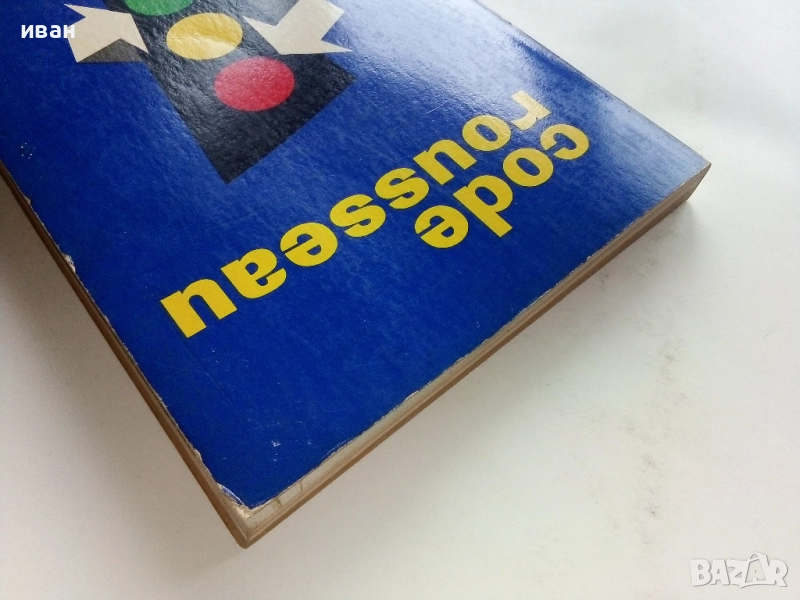 иван
code
rousseau
BAZAR